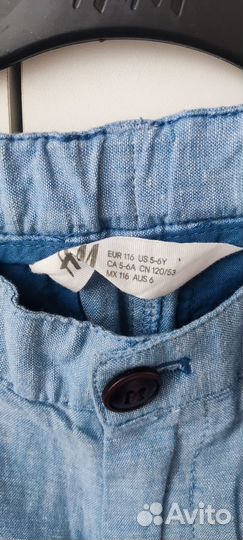 H&M
EUR 116 US 5-6Y
CA 5-6A CN 120/53
MX 116 AUS 6
Avito